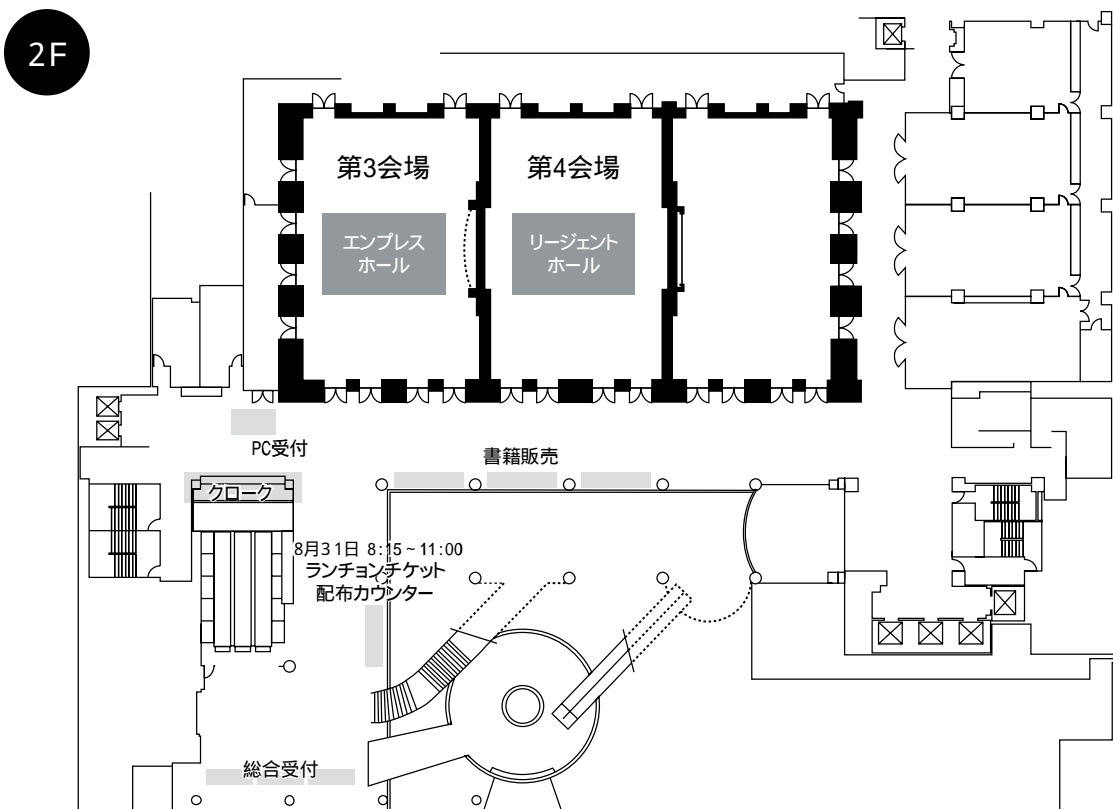 2F
第3会場
第4会場
エンプレス
ホール
リージェント
ホール
PC受付
書籍販売
クローク
8月31日 8:15~11:00
ランチョンチケット
配布カウンター
総合受付